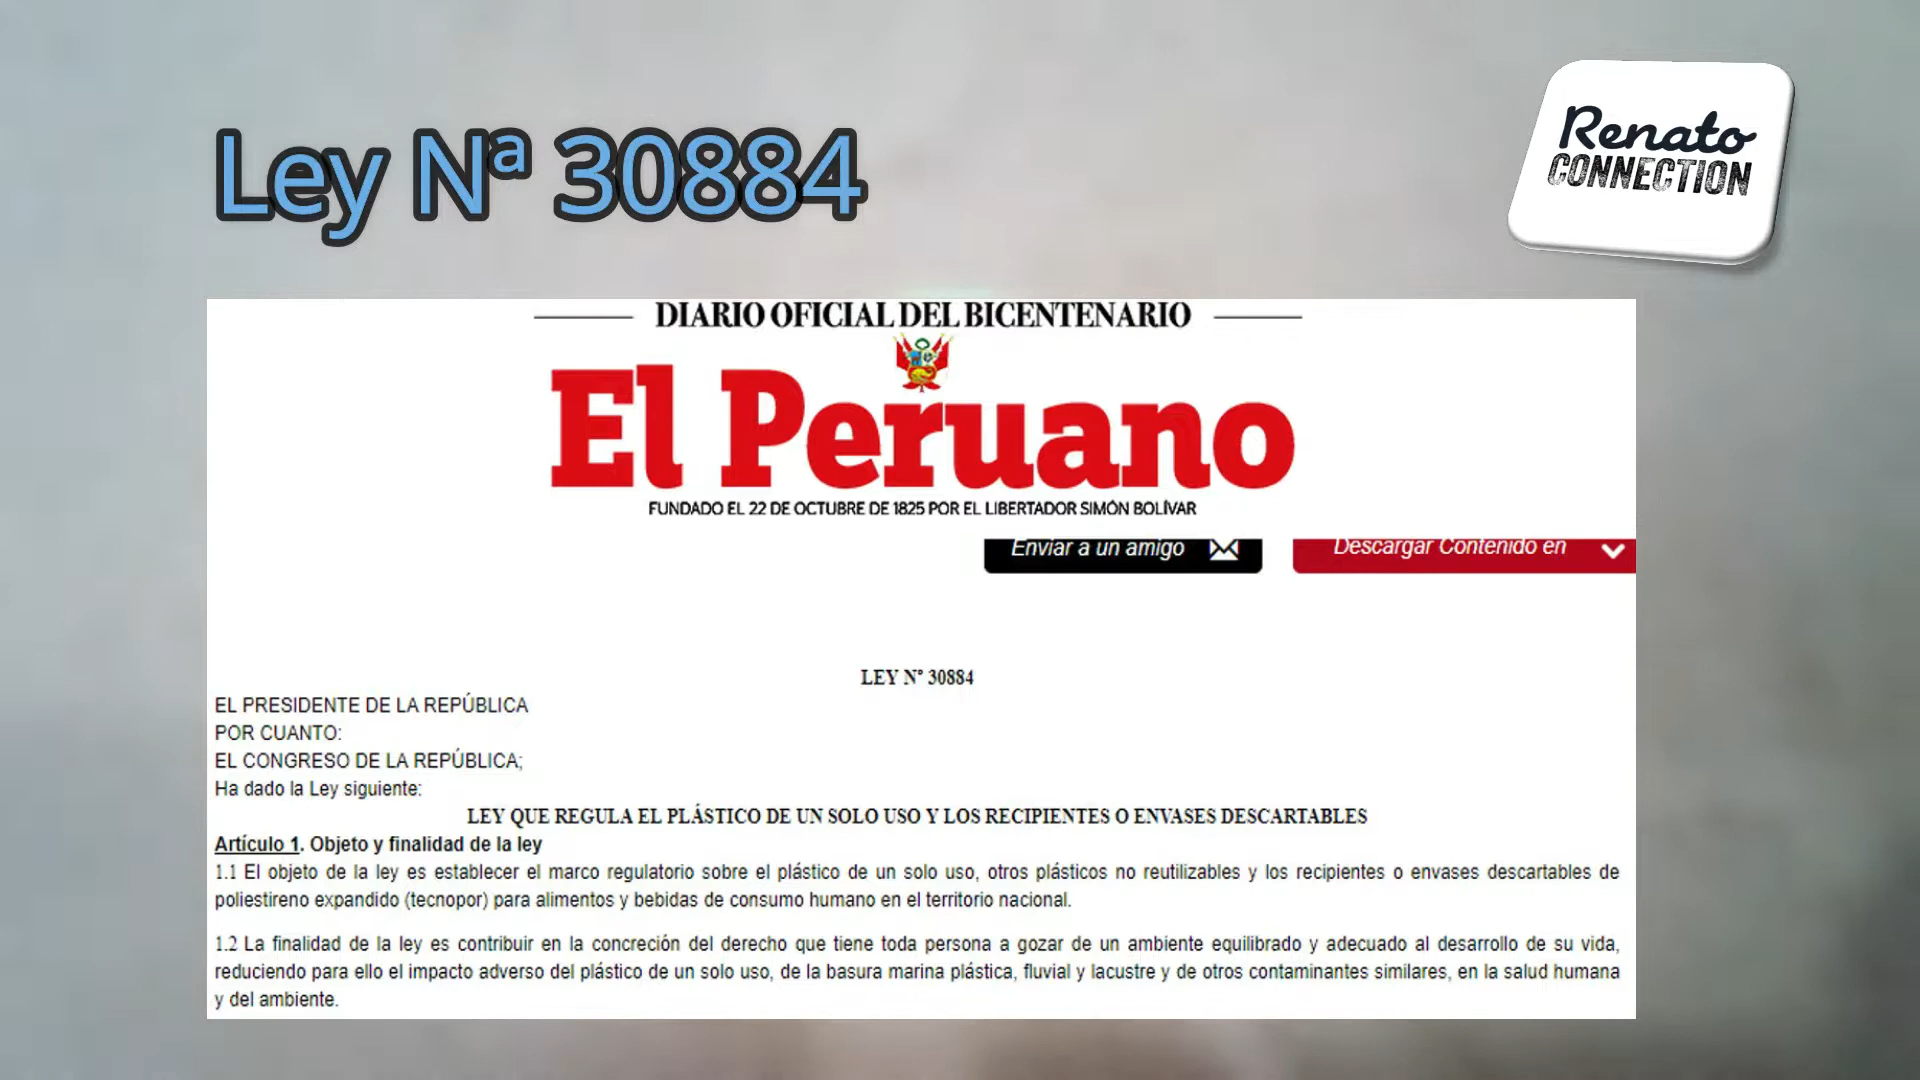 Ley Nª 30884
Renato
CONNECTION
DIARIO OFICIAL DEL BICENTENARIO
El Peruano
FUNDADO EL 22 DE OCTUBRE DE 1825 POR EL LIBERTADOR SIMÓN BOLÍVAR
Enviar a un amigo
Descargar Contenido en
LEY N° 30884
EL PRESIDENTE DE LA REPÚBLICA
POR CUANTO:
EL CONGRESO DE LA REPÚBLICA;
Ha dado la Ley siguiente:
LEY QUE REGULA EL PLÁSTICO DE UN SOLO USO Y LOS RECIPIENTES O ENVASES DESCARTABLES
Artículo 1. Objeto y finalidad de la ley
1.1 El objeto de la ley es establecer el marco regulatorio sobre el plástico de un solo uso, otros plásticos no reutilizables y los recipientes o envases descartables de
poliestireno expandido (tecnopor) para alimentos y bebidas de consumo humano en el territorio nacional.
1.2 La finalidad de la ley es contribuir en la concreción del derecho que tiene toda persona a gozar de un ambiente equilibrado y adecuado al desarrollo de su vida,
reduciendo para ello el impacto adverso del plástico de un solo uso, de la basura marina plástica, fluvial y lacustre y de otros contaminantes similares, en la salud humana
y del ambiente.